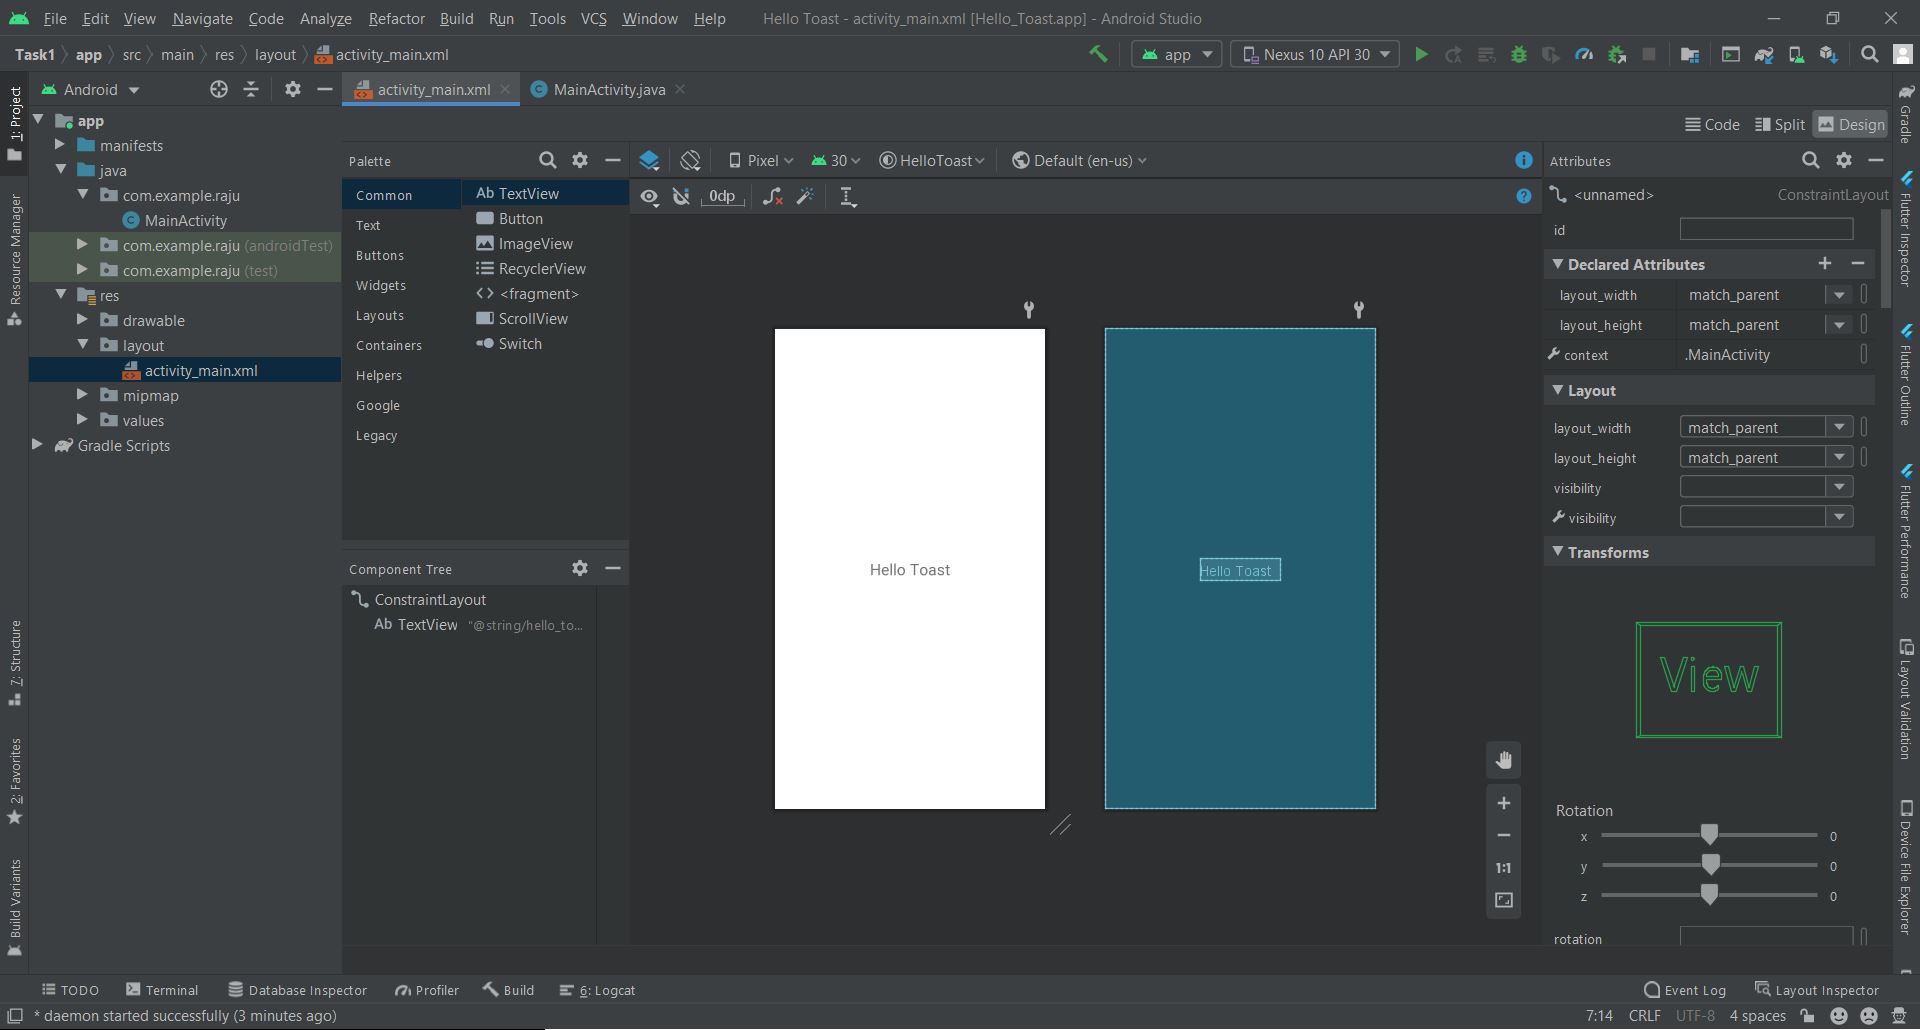 File Edit View Navigate Code Analyze Refactor Build Run Tools VCS Window Help Hello Toast - activity_main.xml [Hello_Toast.app] - Android Studio
Task1 app src main res layout activity_main.xml app Nexus 10 API 30
Android activity_main.xml MainActivity.java
Code Split Design
1: Project
Resource Manager
7: Structure
2: Favorites
Build Variants
app
manifests
java
com.example.raju
MainActivity
com.example.raju (androidTest)
com.example.raju (test)
res
drawable
layout
activity_main.xml
mipmap
values
Gradle Scripts
Palette
Common
Text
Buttons
Widgets
Layouts
Containers
Helpers
Google
Legacy
Ab TextView
Button
ImageView
RecyclerView
<> <fragment>
ScrollView
Switch
Component Tree
ConstraintLayout
Ab TextView "@string/hello_to...
Pixel 30 HelloToast Default (en-us)
0dp
Hello Toast
Hello Toast
1:1
Attributes
<unnamed> ConstraintLayout
id
Declared Attributes
layout_width match_parent
layout_height match_parent
context .MainActivity
Layout
layout_width match_parent
layout_height match_parent
visibility
visibility
Transforms
View
Rotation
x 0
y 0
z 0
rotation
Gradle
Flutter Inspector
Flutter Outline
Flutter Performance
Layout Validation
Device File Explorer
TODO Terminal Database Inspector Profiler Build 6: Logcat Event Log Layout Inspector
* daemon started successfully (3 minutes ago) 7:14 CRLF UTF-8 4 spaces